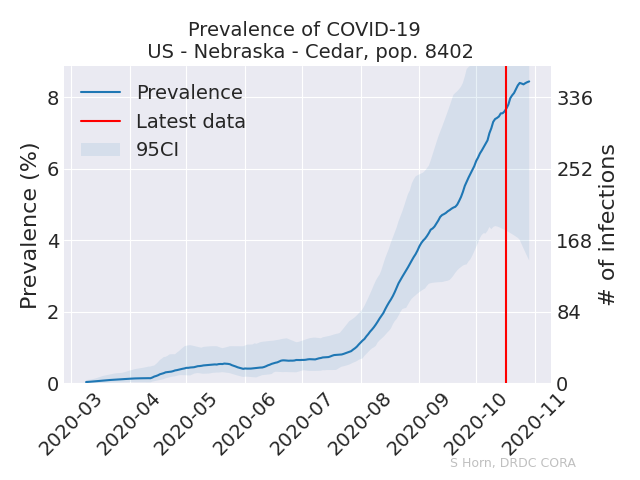 Prevalence of COVID-19
US - Nebraska - Cedar, pop. 8402
Prevalence
Latest data
95CI
Prevalence (%)
8
6
4
2
0
336
252
168
84
0
# of infections
2020-03
2020-04
2020-05
2020-06
2020-07
2020-08
2020-09
2020-10
2020-11
S Horn, DRDC CORA